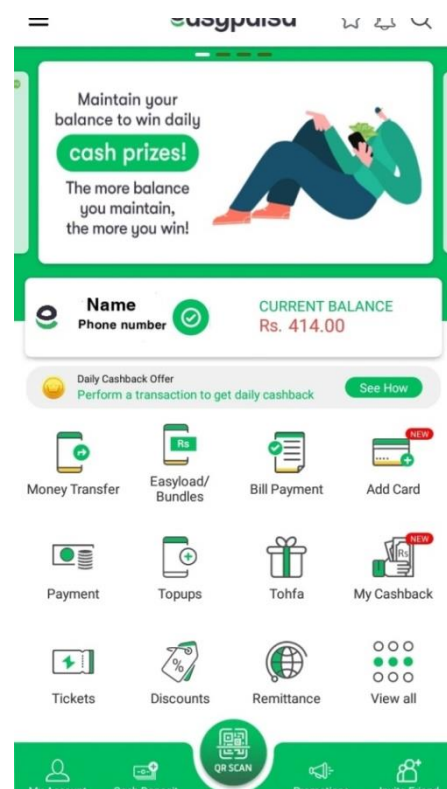 easypaisa
Maintain your
balance to win daily
cash prizes!
The more balance
you maintain,
the more you win!
Name
Phone number
CURRENT BALANCE
Rs. 414.00
Daily Cashback Offer
Perform a transaction to get daily cashback
See How
Money Transfer
Rs
Easyload/
Bundles
Bill Payment
NEW
Add Card
Payment
Topups
Tohfa
NEW
Rs
My Cashback
Tickets
%
Discounts
Remittance
View all
QR SCAN